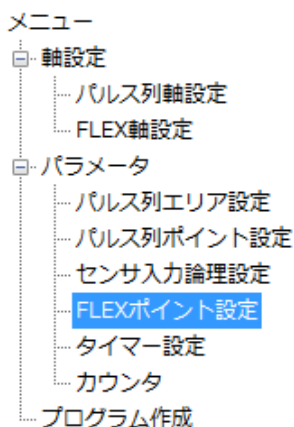 メニュー
軸設定
パルス列軸設定
FLEX軸設定
パラメータ
パルス列エリア設定
パルス列ポイント設定
センサ入力論理設定
FLEXポイント設定
タイマー設定
カウンタ
プログラム作成